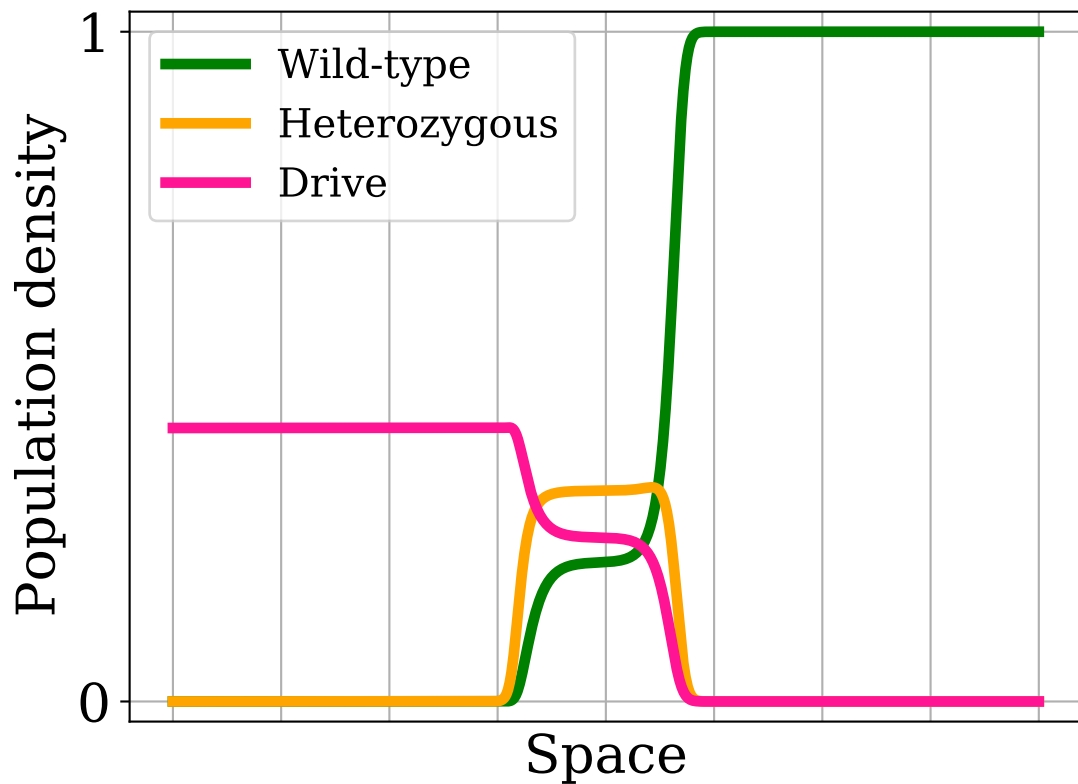 1
Wild-type
Heterozygous
Drive
Population density
0
Space